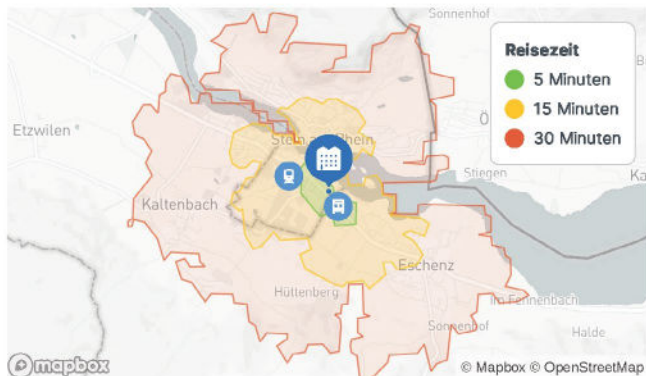 Sonnenhof
Reisezeit
5 Minuten
15 Minuten
30 Minuten
Etzwilen
Stein am Rhein
Ö
Stiegen
Ka
Kaltenbach
Eschenz
Hüttenberg
Im Fennenbach
Sonnenhof
Halde
mapbox
© Mapbox © OpenStreetMap